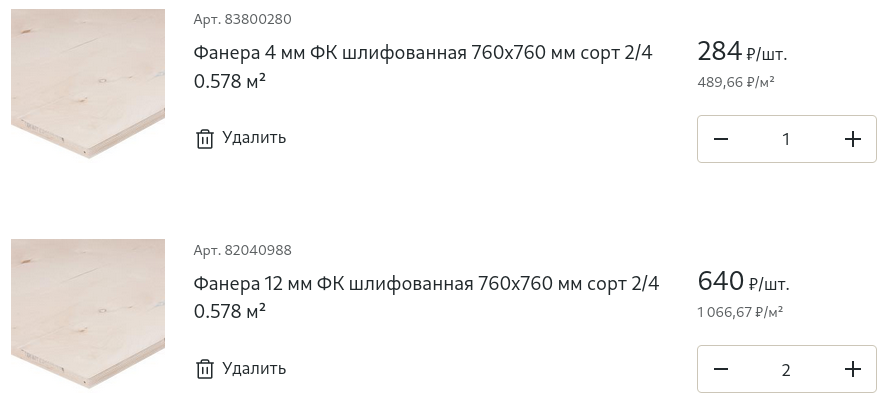 Арт. 83800280
Фанера 4 мм ФК шлифованная 760х760 мм сорт 2/4
0.578 м²
284 ₽/шт.
489,66 ₽/м²
Удалить
1
Арт. 82040988
Фанера 12 мм ФК шлифованная 760х760 мм сорт 2/4
0.578 м²
640 ₽/шт.
1 066,67 ₽/м²
Удалить
2